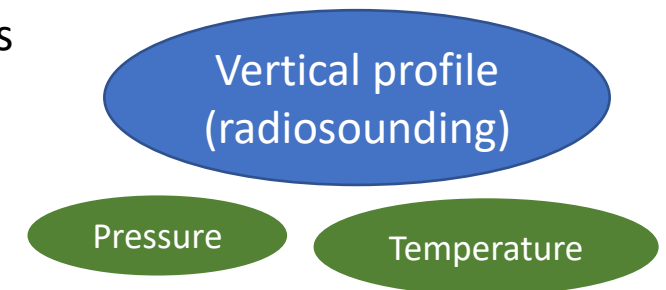 s
Vertical profile
(radiosounding)
Pressure
Temperature